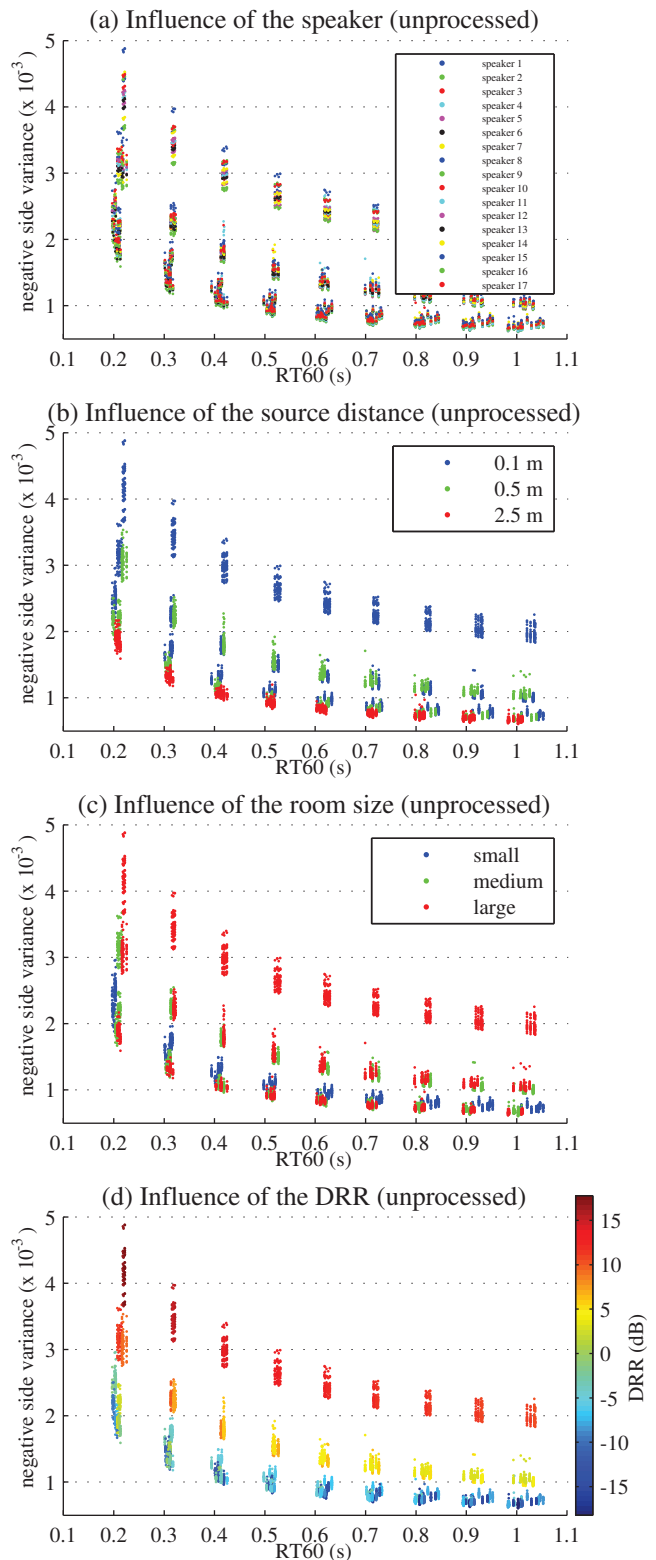 (a) Influence of the speaker (unprocessed)
negative side variance (x 10⁻³)
5
4
3
2
1
speaker 1
speaker 2
speaker 3
speaker 4
speaker 5
speaker 6
speaker 7
speaker 8
speaker 9
speaker 10
speaker 11
speaker 12
speaker 13
speaker 14
speaker 15
speaker 16
speaker 17
0.1 0.2 0.3 0.4 0.5 0.6 0.7 0.8 0.9 1 1.1
RT60 (s)
(b) Influence of the source distance (unprocessed)
negative side variance (x 10⁻³)
5
4
3
2
1
0.1 m
0.5 m
2.5 m
0.1 0.2 0.3 0.4 0.5 0.6 0.7 0.8 0.9 1 1.1
RT60 (s)
(c) Influence of the room size (unprocessed)
negative side variance (x 10⁻³)
5
4
3
2
1
small
medium
large
0.1 0.2 0.3 0.4 0.5 0.6 0.7 0.8 0.9 1 1.1
RT60 (s)
(d) Influence of the DRR (unprocessed)
negative side variance (x 10⁻³)
5
4
3
2
1
0.1 0.2 0.3 0.4 0.5 0.6 0.7 0.8 0.9 1 1.1
RT60 (s)
15
10
5
0
-5
-10
-15
DRR (dB)